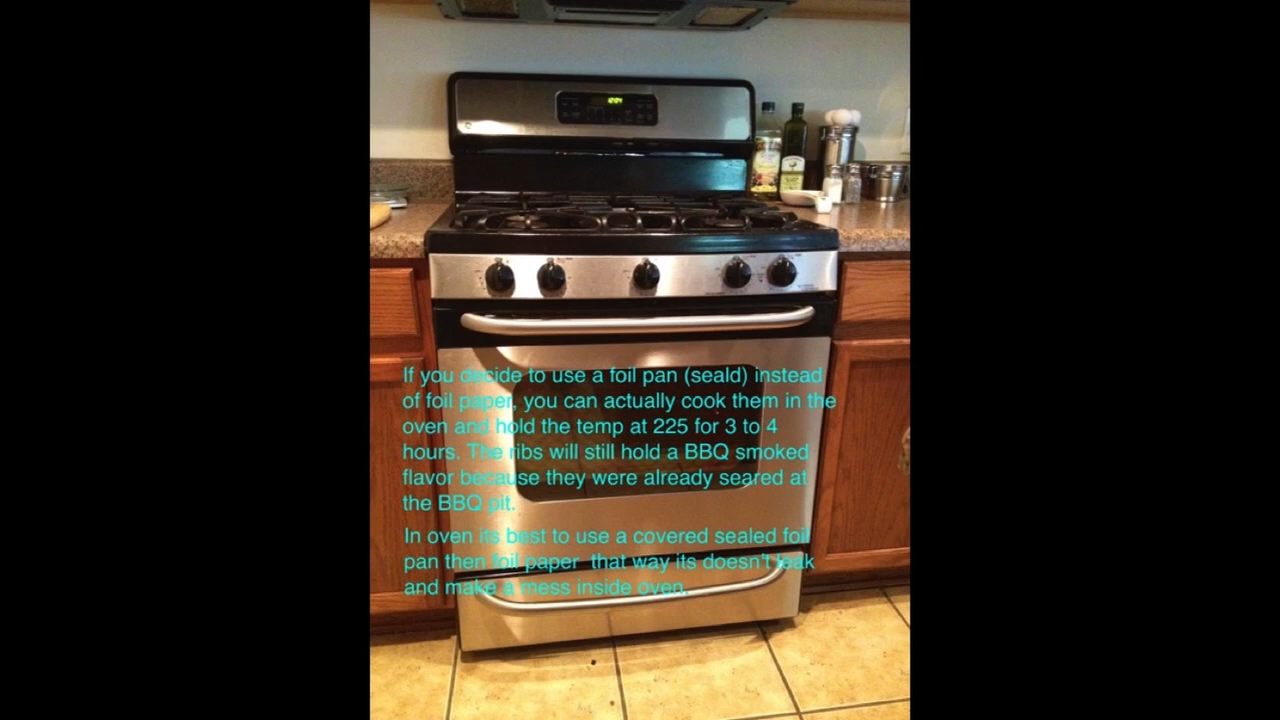 If you decide to use a foil pan (seald) instead
of foil paper, you can actually cook them in the
oven and hold the temp at 225 for 3 to 4
hours. The ribs will still hold a BBQ smoked
flavor because they were already seared at
the BBQ pit.
In oven its best to use a covered sealed foil
pan then foil paper that way its doesn't leak
and make a mess inside oven.